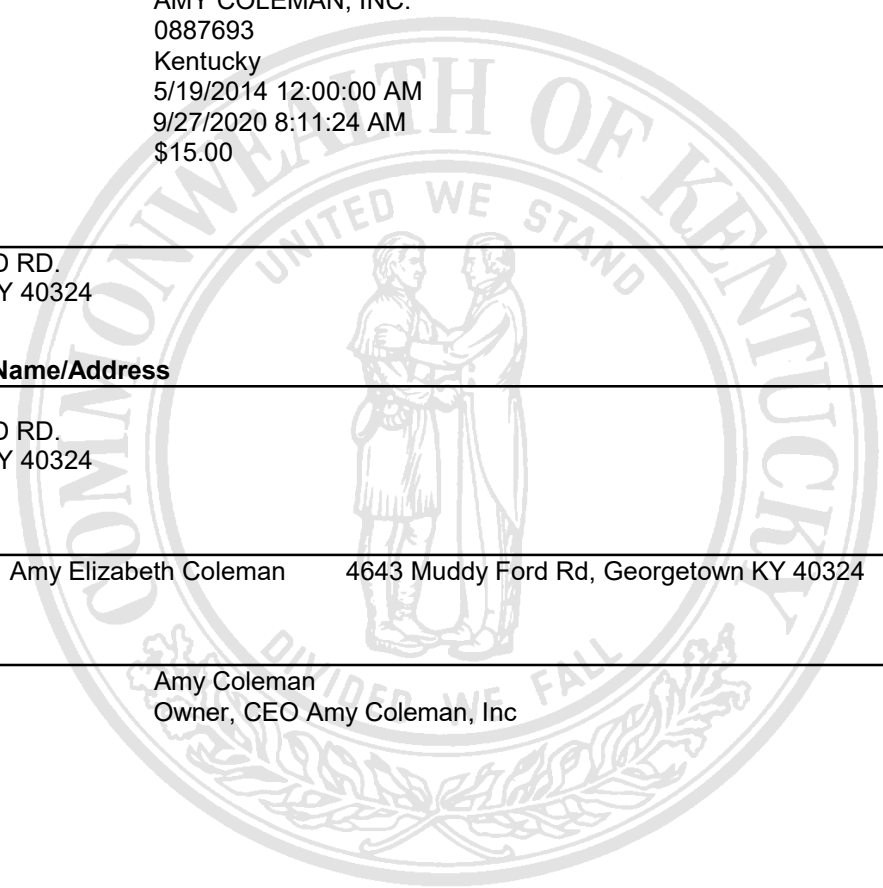 AMY COLEMAN, INC.
0887693
Kentucky
5/19/2014 12:00:00 AM
9/27/2020 8:11:24 AM
$15.00
D RD.
Y 40324
Name/Address
D RD.
Y 40324
Amy Elizabeth Coleman 4643 Muddy Ford Rd, Georgetown KY 40324
Amy Coleman
Owner, CEO Amy Coleman, Inc
COMMONWEALTH OF KENTUCKY
UNITED WE STAND
DIVIDED WE FALL